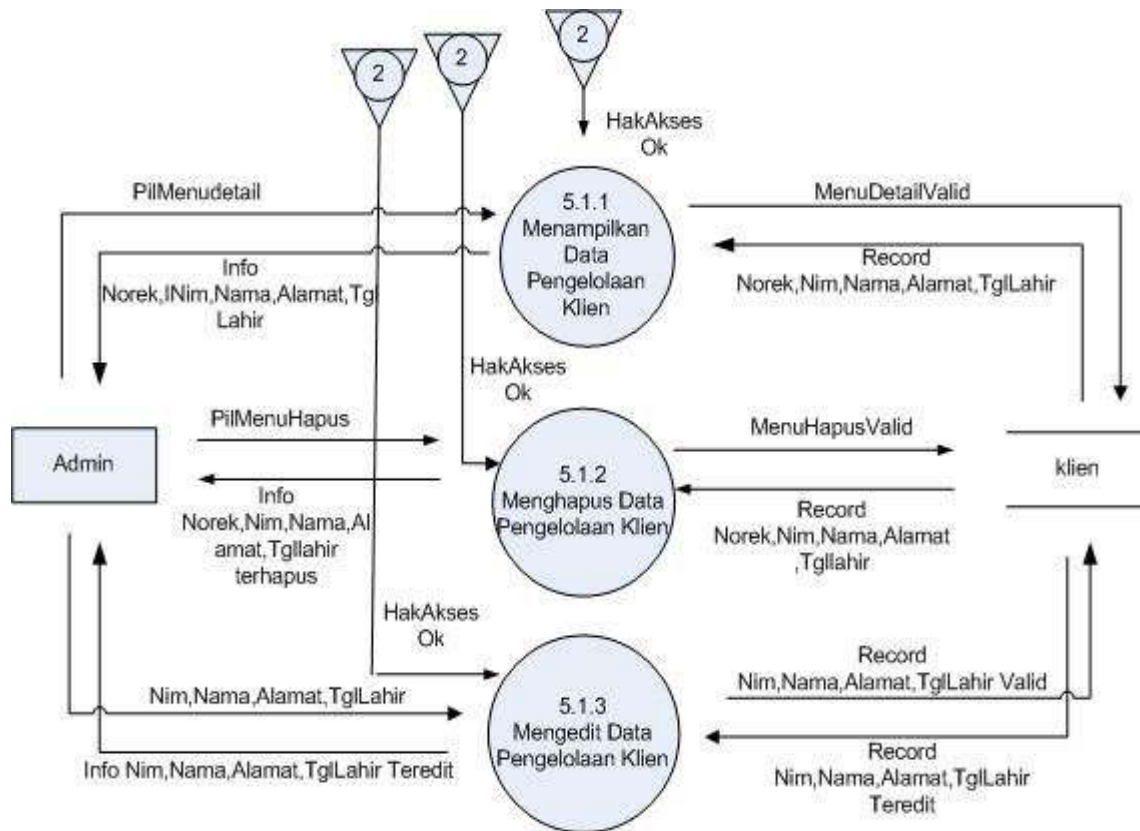 2
2
2
HakAkses
Ok
PilMenudetail
5.1.1
Menampilkan
Data
Pengelolaan
Klien
MenuDetailValid
Info
Norek,INim,Nama,Alamat,Tgl
Lahir
Record
Norek,Nim,Nama,Alamat,TglLahir
HakAkses
Ok
PilMenuHapus
MenuHapusValid
Admin
5.1.2
Menghapus Data
Pengelolaan Klien
klien
Info
Norek,Nim,Nama,Al
amat,Tgllahir
terhapus
Record
Norek,Nim,Nama,Alamat
,Tgllahir
HakAkses
Ok
Nim,Nama,Alamat,TglLahir
5.1.3
Mengedit Data
Pengelolaan Klien
Record
Nim,Nama,Alamat,TglLahir Valid
Info Nim,Nama,Alamat,TglLahir Teredit
Record
Nim,Nama,Alamat,TglLahir
Teredit